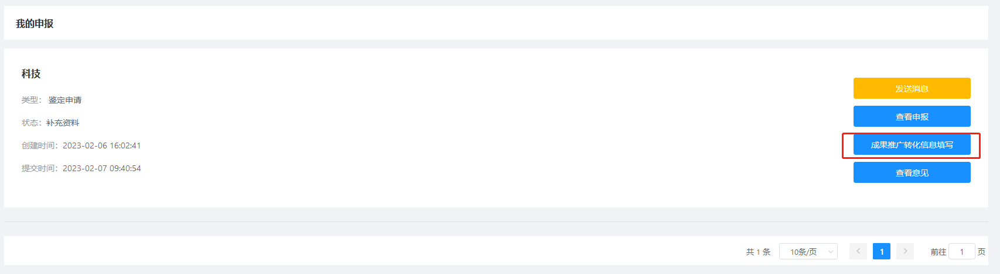 我的申报
科技
类型： 鉴定申请
状态：补充资料
创建时间：2023-02-06 16:02:41
提交时间：2023-02-07 09:40:54
发送消息
查看申报
成果推广转化信息填写
查看意见
共 1 条 10条/页 1 前往 1 页